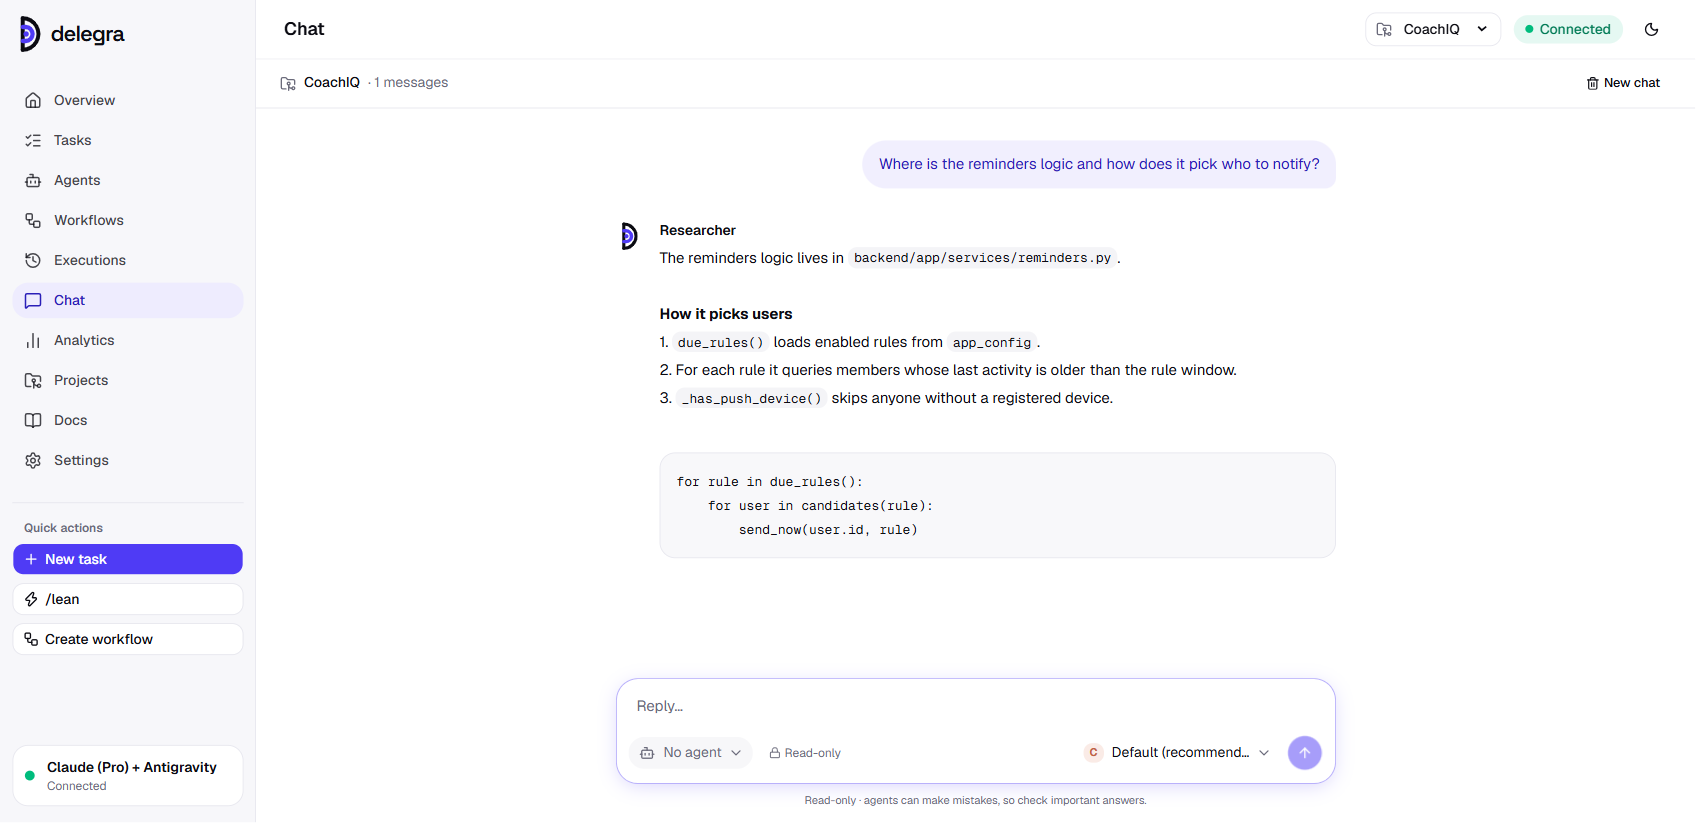 delegra
Overview
Tasks
Agents
Workflows
Executions
Chat
Analytics
Projects
Docs
Settings
Quick actions
New task
/lean
Create workflow
Claude (Pro) + Antigravity
Connected
Chat
CoachIQ
Connected
CoachIQ · 1 messages
New chat
Where is the reminders logic and how does it pick who to notify?
Researcher
The reminders logic lives in backend/app/services/reminders.py .
How it picks users
1. due_rules() loads enabled rules from app_config .
2. For each rule it queries members whose last activity is older than the rule window.
3. _has_push_device() skips anyone without a registered device.
for rule in due_rules():
    for user in candidates(rule):
        send_now(user.id, rule)
Reply...
No agent
Read-only
C Default (recommend...
Read-only · agents can make mistakes, so check important answers.